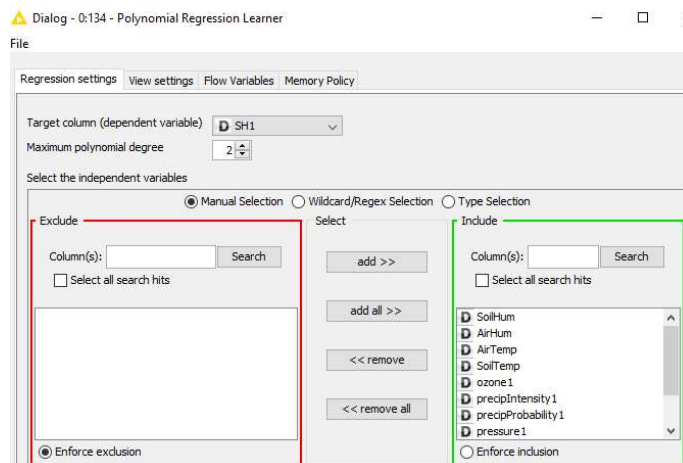 Dialog - 0:134 - Polynomial Regression Learner
File
Regression settings View settings Flow Variables Memory Policy
Target column (dependent variable) D SH1
Maximum polynomial degree 2
Select the independent variables
Manual Selection Wildcard/Regex Selection Type Selection
Exclude Select Include
Column(s): Search add >> Column(s): Search
Select all search hits Select all search hits
add all >>
D SoilHum
D AirHum
D AirTemp
<< remove
D SoilTemp
D ozone1
D precipIntensity1
<< remove all
D precipProbability1
D pressure1
Enforce exclusion Enforce inclusion